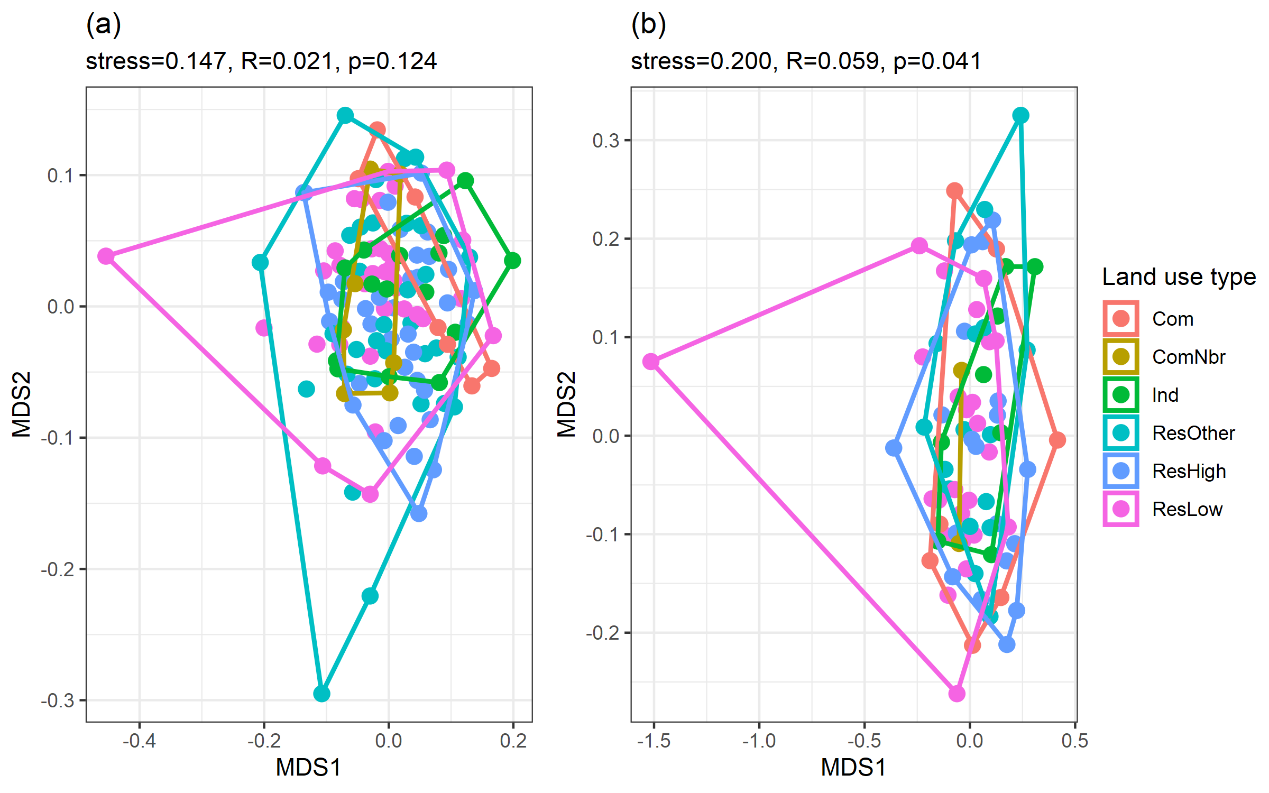 (a)
stress=0.147, R=0.021, p=0.124
MDS2
0.1
0.0
-0.1
-0.2
-0.3
-0.4
-0.2
0.0
0.2
MDS1
(b)
stress=0.200, R=0.059, p=0.041
MDS2
0.3
0.2
0.1
0.0
-0.1
-0.2
-1.5
-1.0
-0.5
0.0
0.5
MDS1
Land use type
Com
ComNbr
Ind
ResOther
ResHigh
ResLow